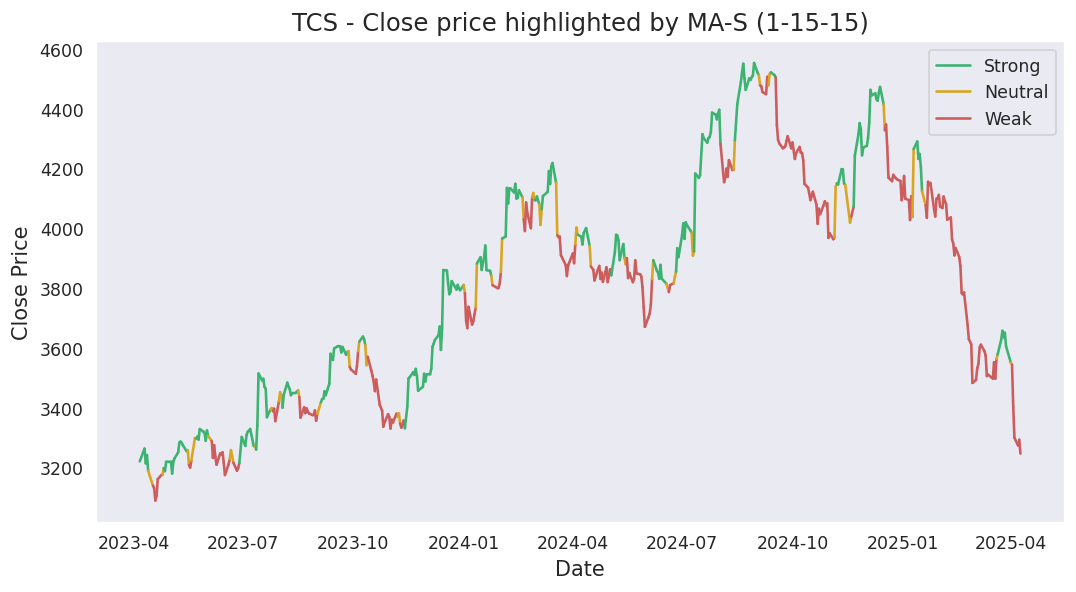 TCS - Close price highlighted by MA-S (1-15-15)
Strong
Neutral
Weak
Close Price
4600
4400
4200
4000
3800
3600
3400
3200
2023-04 2023-07 2023-10 2024-01 2024-04 2024-07 2024-10 2025-01 2025-04
Date